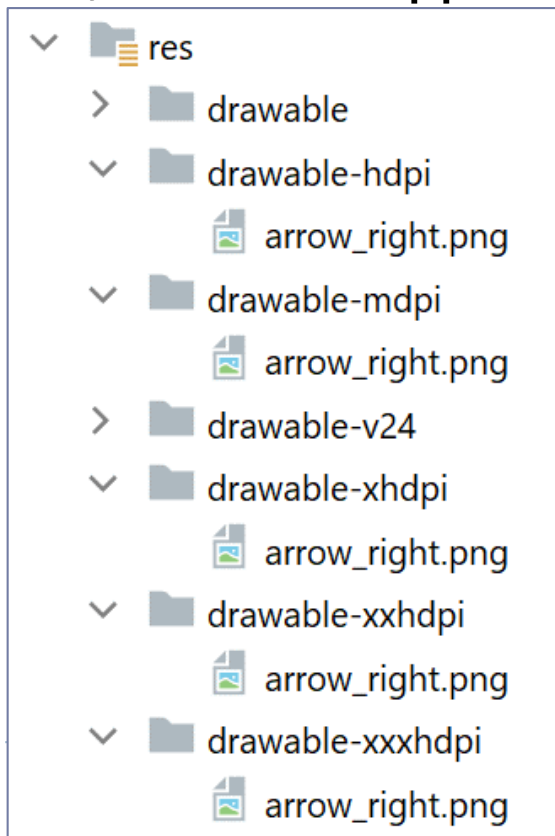 res
drawable
drawable-hdpi
arrow_right.png
drawable-mdpi
arrow_right.png
drawable-v24
drawable-xhdpi
arrow_right.png
drawable-xxhdpi
arrow_right.png
drawable-xxxhdpi
arrow_right.png